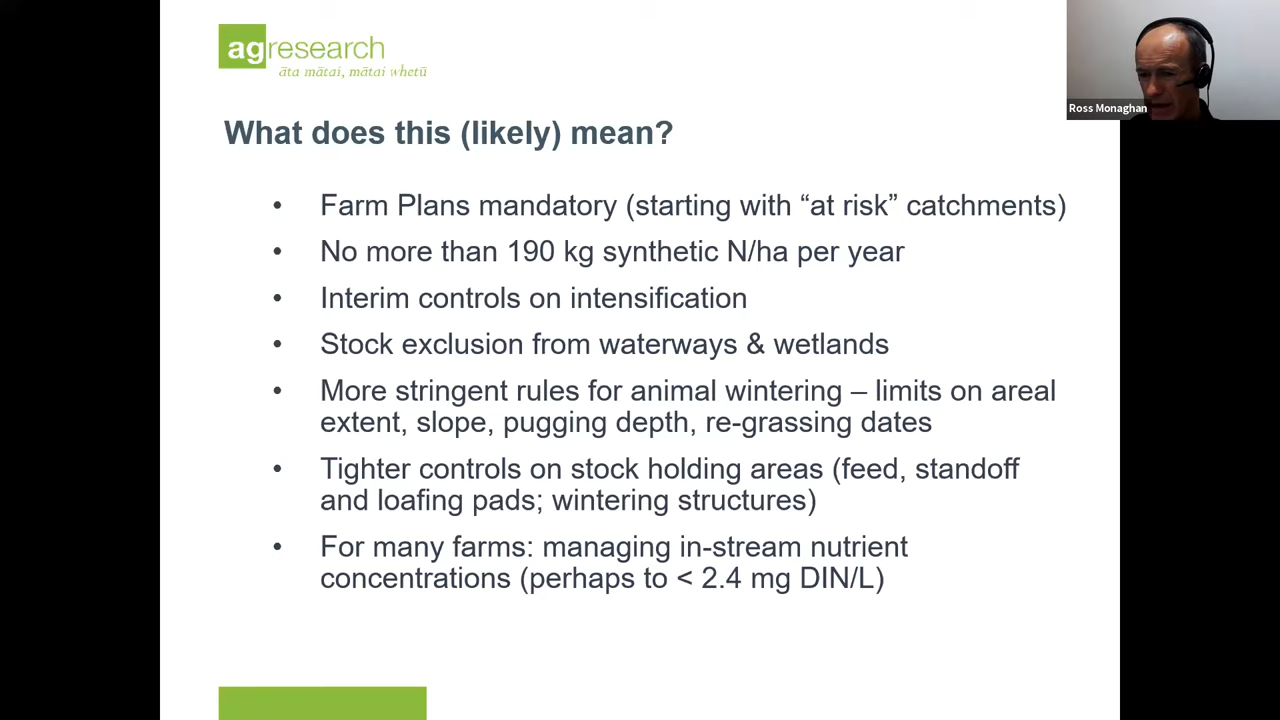 agresearch
āta mātai, mātai whetū
Ross Monaghan
What does this (likely) mean?
• Farm Plans mandatory (starting with “at risk” catchments)
• No more than 190 kg synthetic N/ha per year
• Interim controls on intensification
• Stock exclusion from waterways & wetlands
• More stringent rules for animal wintering – limits on areal
extent, slope, pugging depth, re-grassing dates
• Tighter controls on stock holding areas (feed, standoff
and loafing pads; wintering structures)
• For many farms: managing in-stream nutrient
concentrations (perhaps to < 2.4 mg DIN/L)